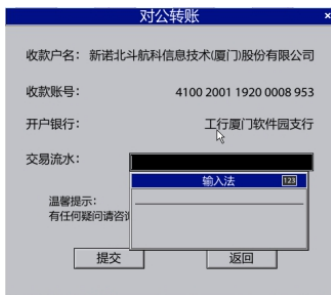 对公转账 ×
收款户名： 新诺北斗航科信息技术(厦门)股份有限公司
收款账号： 4100 2001 1920 0008 953
开户银行： 工行厦门软件园支行
交易流水：
输入法 123
温馨提示：
有任何疑问请咨
提交 返回